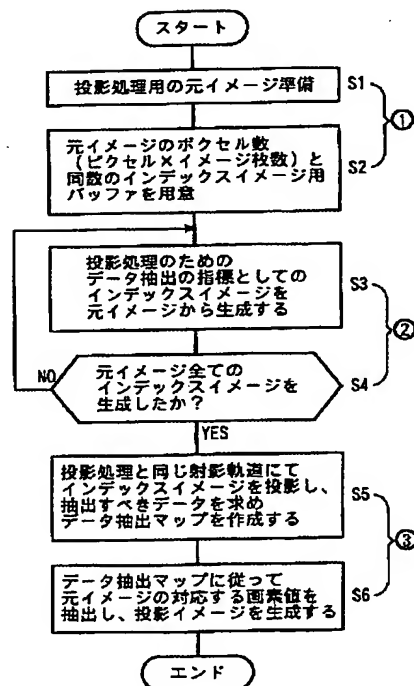 スタート
投影処理用の元イメージ準備
S1
①
元イメージのボクセル数
(ピクセル×イメージ枚数)と
同数のインデックスイメージ用
バッファを用意
S2
投影処理のための
データ抽出の指標としての
インデックスイメージを
元イメージから生成する
S3
②
元イメージ全ての
インデックスイメージを
生成したか?
S4
NO
YES
投影処理と同じ射影軌道にて
インデックスイメージを投影し、
抽出すべきデータを求め
データ抽出マップを作成する
S5
③
データ抽出マップに従って
元イメージの対応する画素値を
抽出し、投影イメージを生成する
S6
エンド